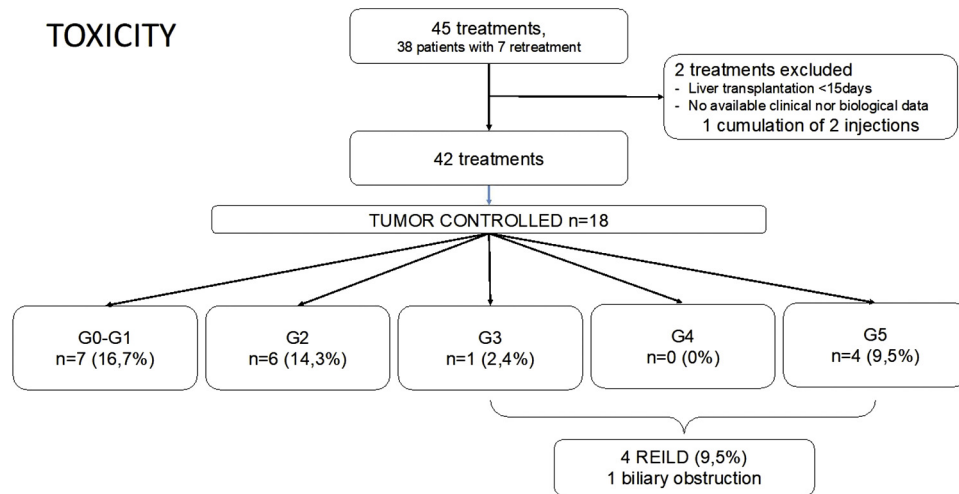 TOXICITY
45 treatments,
38 patients with 7 retreatment
2 treatments excluded
- Liver transplantation <15days
- No available clinical nor biological data
1 cumulation of 2 injections
42 treatments
TUMOR CONTROLLED n=18
G0-G1
n=7 (16,7%)
G2
n=6 (14,3%)
G3
n=1 (2,4%)
G4
n=0 (0%)
G5
n=4 (9,5%)
4 REILD (9,5%)
1 biliary obstruction